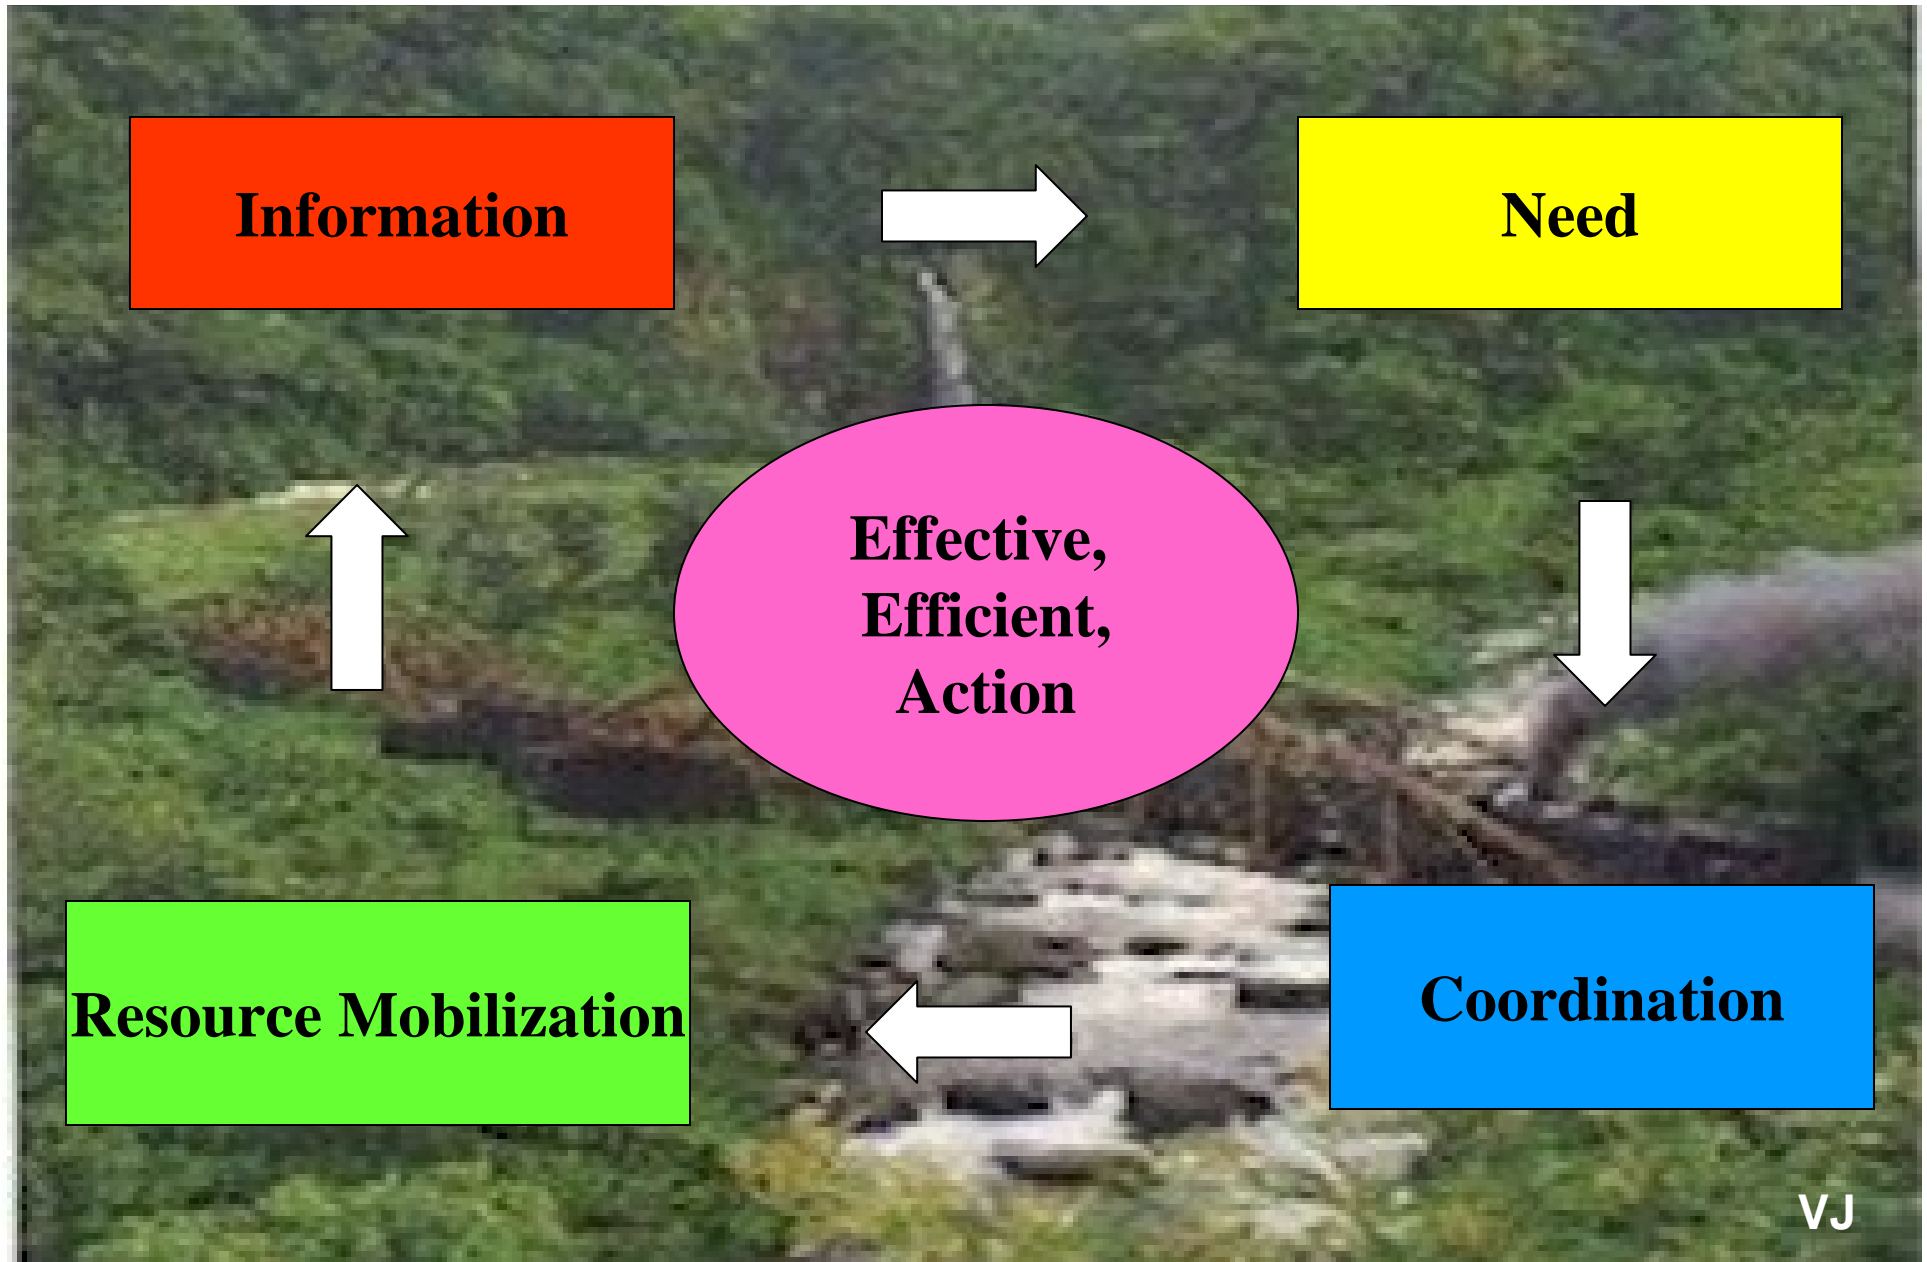 Information
Need
Effective,
Efficient,
Action
Resource Mobilization
Coordination
VJ